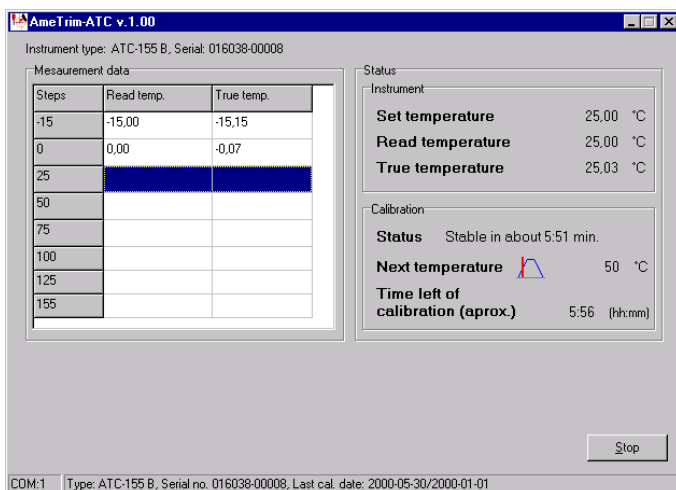 AmeTrim-ATC v.1.00
Instrument type: ATC-155 B, Serial: 016038-00008
Mesaurement data
Steps Read temp. True temp.
-15 -15,00 -15,15
0 0,00 -0,07
25
50
75
100
125
155
Status
Instrument
Set temperature 25,00 °C
Read temperature 25,00 °C
True temperature 25,03 °C
Calibration
Status Stable in about 5:51 min.
Next temperature 50 °C
Time left of
calibration (aprox.) 5:56 (hh:mm)
Stop
COM:1 Type: ATC-155 B, Serial no. 016038-00008, Last cal. date: 2000-05-30/2000-01-01